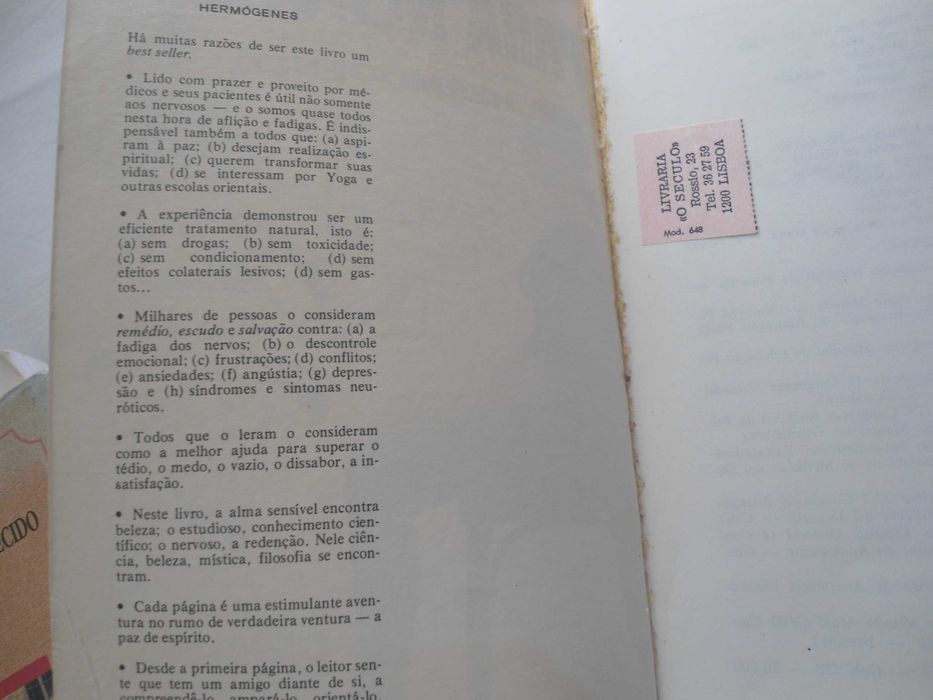 HERMÓGENES
Há muitas razões de ser este livro um
best seller.
• Lido com prazer e proveito por mé-
dicos e seus pacientes é útil não somente
aos nervosos — e o somos quase todos
nesta hora de aflição e fadigas. É indis-
pensável também a todos que: (a) aspi-
ram à paz; (b) desejam realização es-
piritual; (c) querem transformar suas
vidas; (d) se interessam por Yoga e
outras escolas orientais.
• A experiência demonstrou ser um
eficiente tratamento natural, isto é:
(a) sem drogas; (b) sem toxicidade;
(c) sem condicionamento; (d) sem
efeitos colaterais lesivos; (d) sem gas-
tos...
• Milhares de pessoas o consideram
remédio, escudo e salvação contra: (a) a
fadiga dos nervos; (b) o descontrole
emocional; (c) frustrações; (d) conflitos;
(e) ansiedades; (f) angústia; (g) depres-
são e (h) síndromes e sintomas neu-
róticos.
• Todos que o leram o consideram
como a melhor ajuda para superar o
tédio, o medo, o vazio, o dissabor, a in-
satisfação.
• Neste livro, a alma sensível encontra
beleza; o estudioso, conhecimento cien-
tífico; o nervoso, a redenção. Nele ciên-
cia, beleza, mística, filosofia se encon-
tram.
• Cada página é uma estimulante aven-
tura no rumo de verdadeira ventura — a
paz de espírito.
• Desde a primeira página, o leitor sen-
te que tem um amigo diante de si, a
compreendê-lo, ampará-lo, orientá-lo,
LIVRARIA
«O SECULO»
Rossio, 23
Tel. 36 27 59
1200 LISBOA
Mod. 648
ECIDO